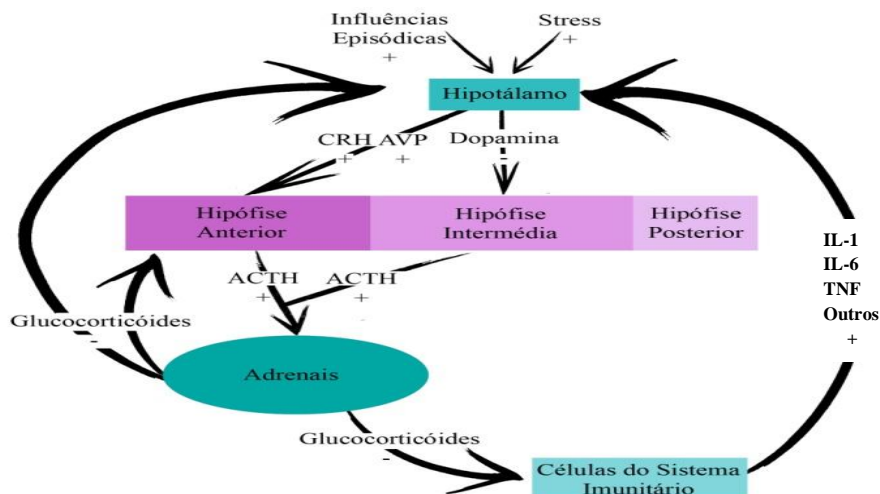 Influências
Episódicas
+
Stress
+
Hipotálamo
CRH AVP
+ +
Dopamina
-
Hipófise
Anterior
Hipófise
Intermédia
Hipófise
Posterior
IL-1
IL-6
TNF
Outros
+
ACTH
+
ACTH
+
Glucocorticóides
-
Adrenais
Glucocorticóides
-
Células do Sistema
Imunitário